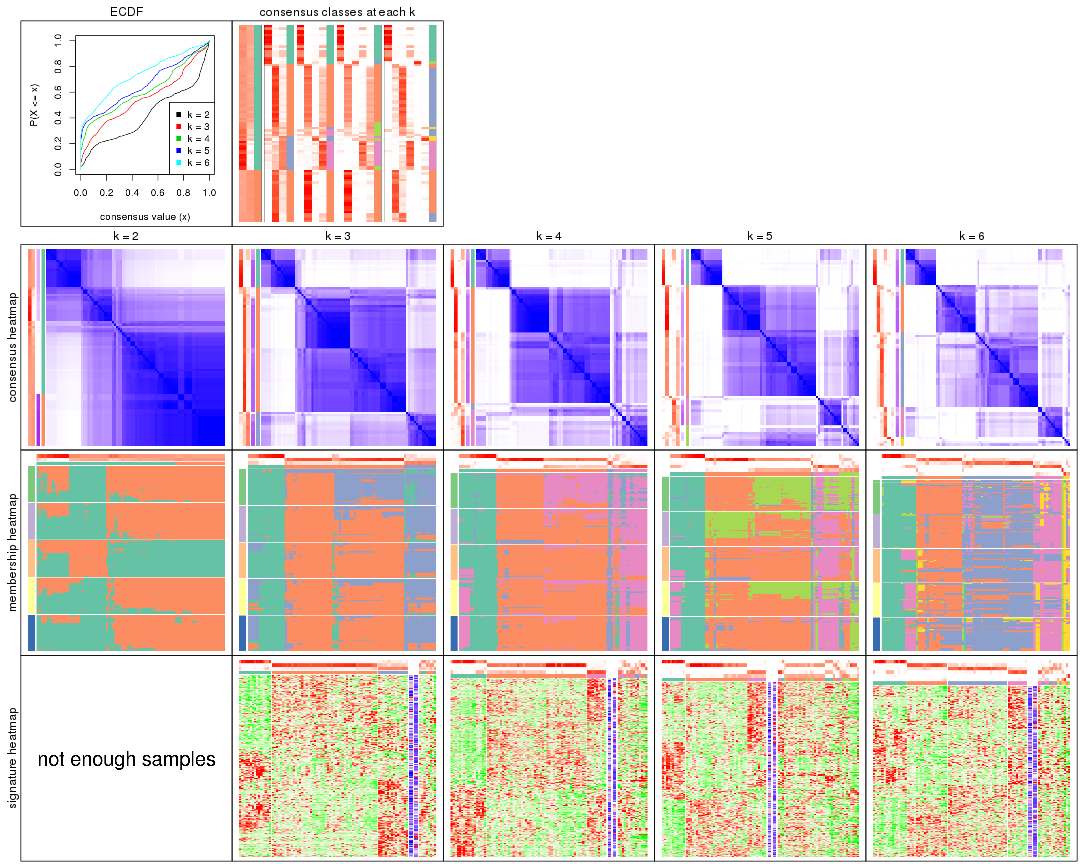 ECDF
consensus classes at each k
P(X <= x)
0.0 0.2 0.4 0.6 0.8 1.0
k = 2
k = 3
k = 4
k = 5
k = 6
0.0 0.2 0.4 0.6 0.8 1.0
consensus value (x)
k = 2
k = 3
k = 4
k = 5
k = 6
consensus heatmap
membership heatmap
signature heatmap
not enough samples